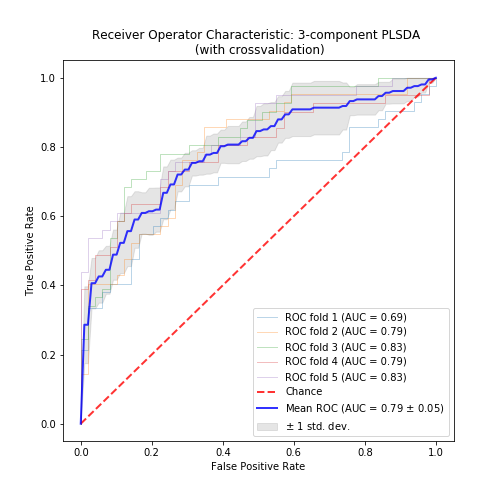 Receiver Operator Characteristic: 3-component PLSDA
(with crossvalidation)
1.0
0.8
0.6
0.4
0.2
0.0
True Positive Rate
ROC fold 1 (AUC = 0.69)
ROC fold 2 (AUC = 0.79)
ROC fold 3 (AUC = 0.83)
ROC fold 4 (AUC = 0.79)
ROC fold 5 (AUC = 0.83)
Chance
Mean ROC (AUC = 0.79 ± 0.05)
± 1 std. dev.
0.0 0.2 0.4 0.6 0.8 1.0
False Positive Rate